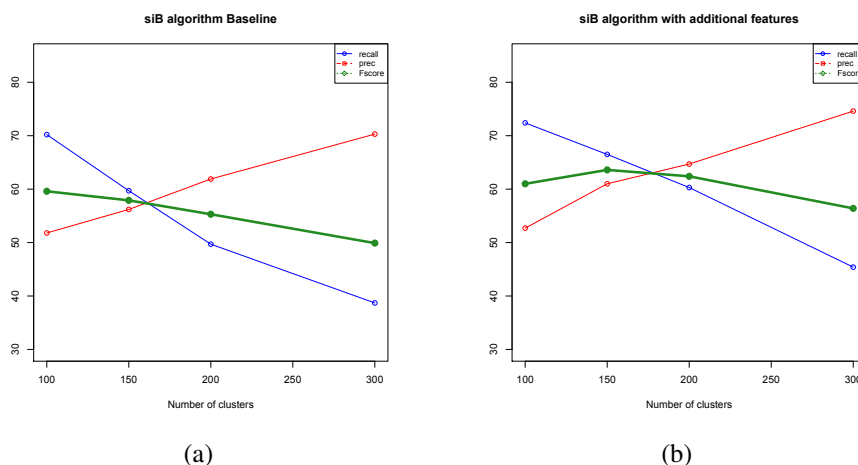 siB algorithm Baseline
recall
prec
Fscore
80
70
60
50
40
30
100 150 200 250 300
Number of clusters
(a)
siB algorithm with additional features
recall
prec
Fscore
80
70
60
50
40
30
100 150 200 250 300
Number of clusters
(b)